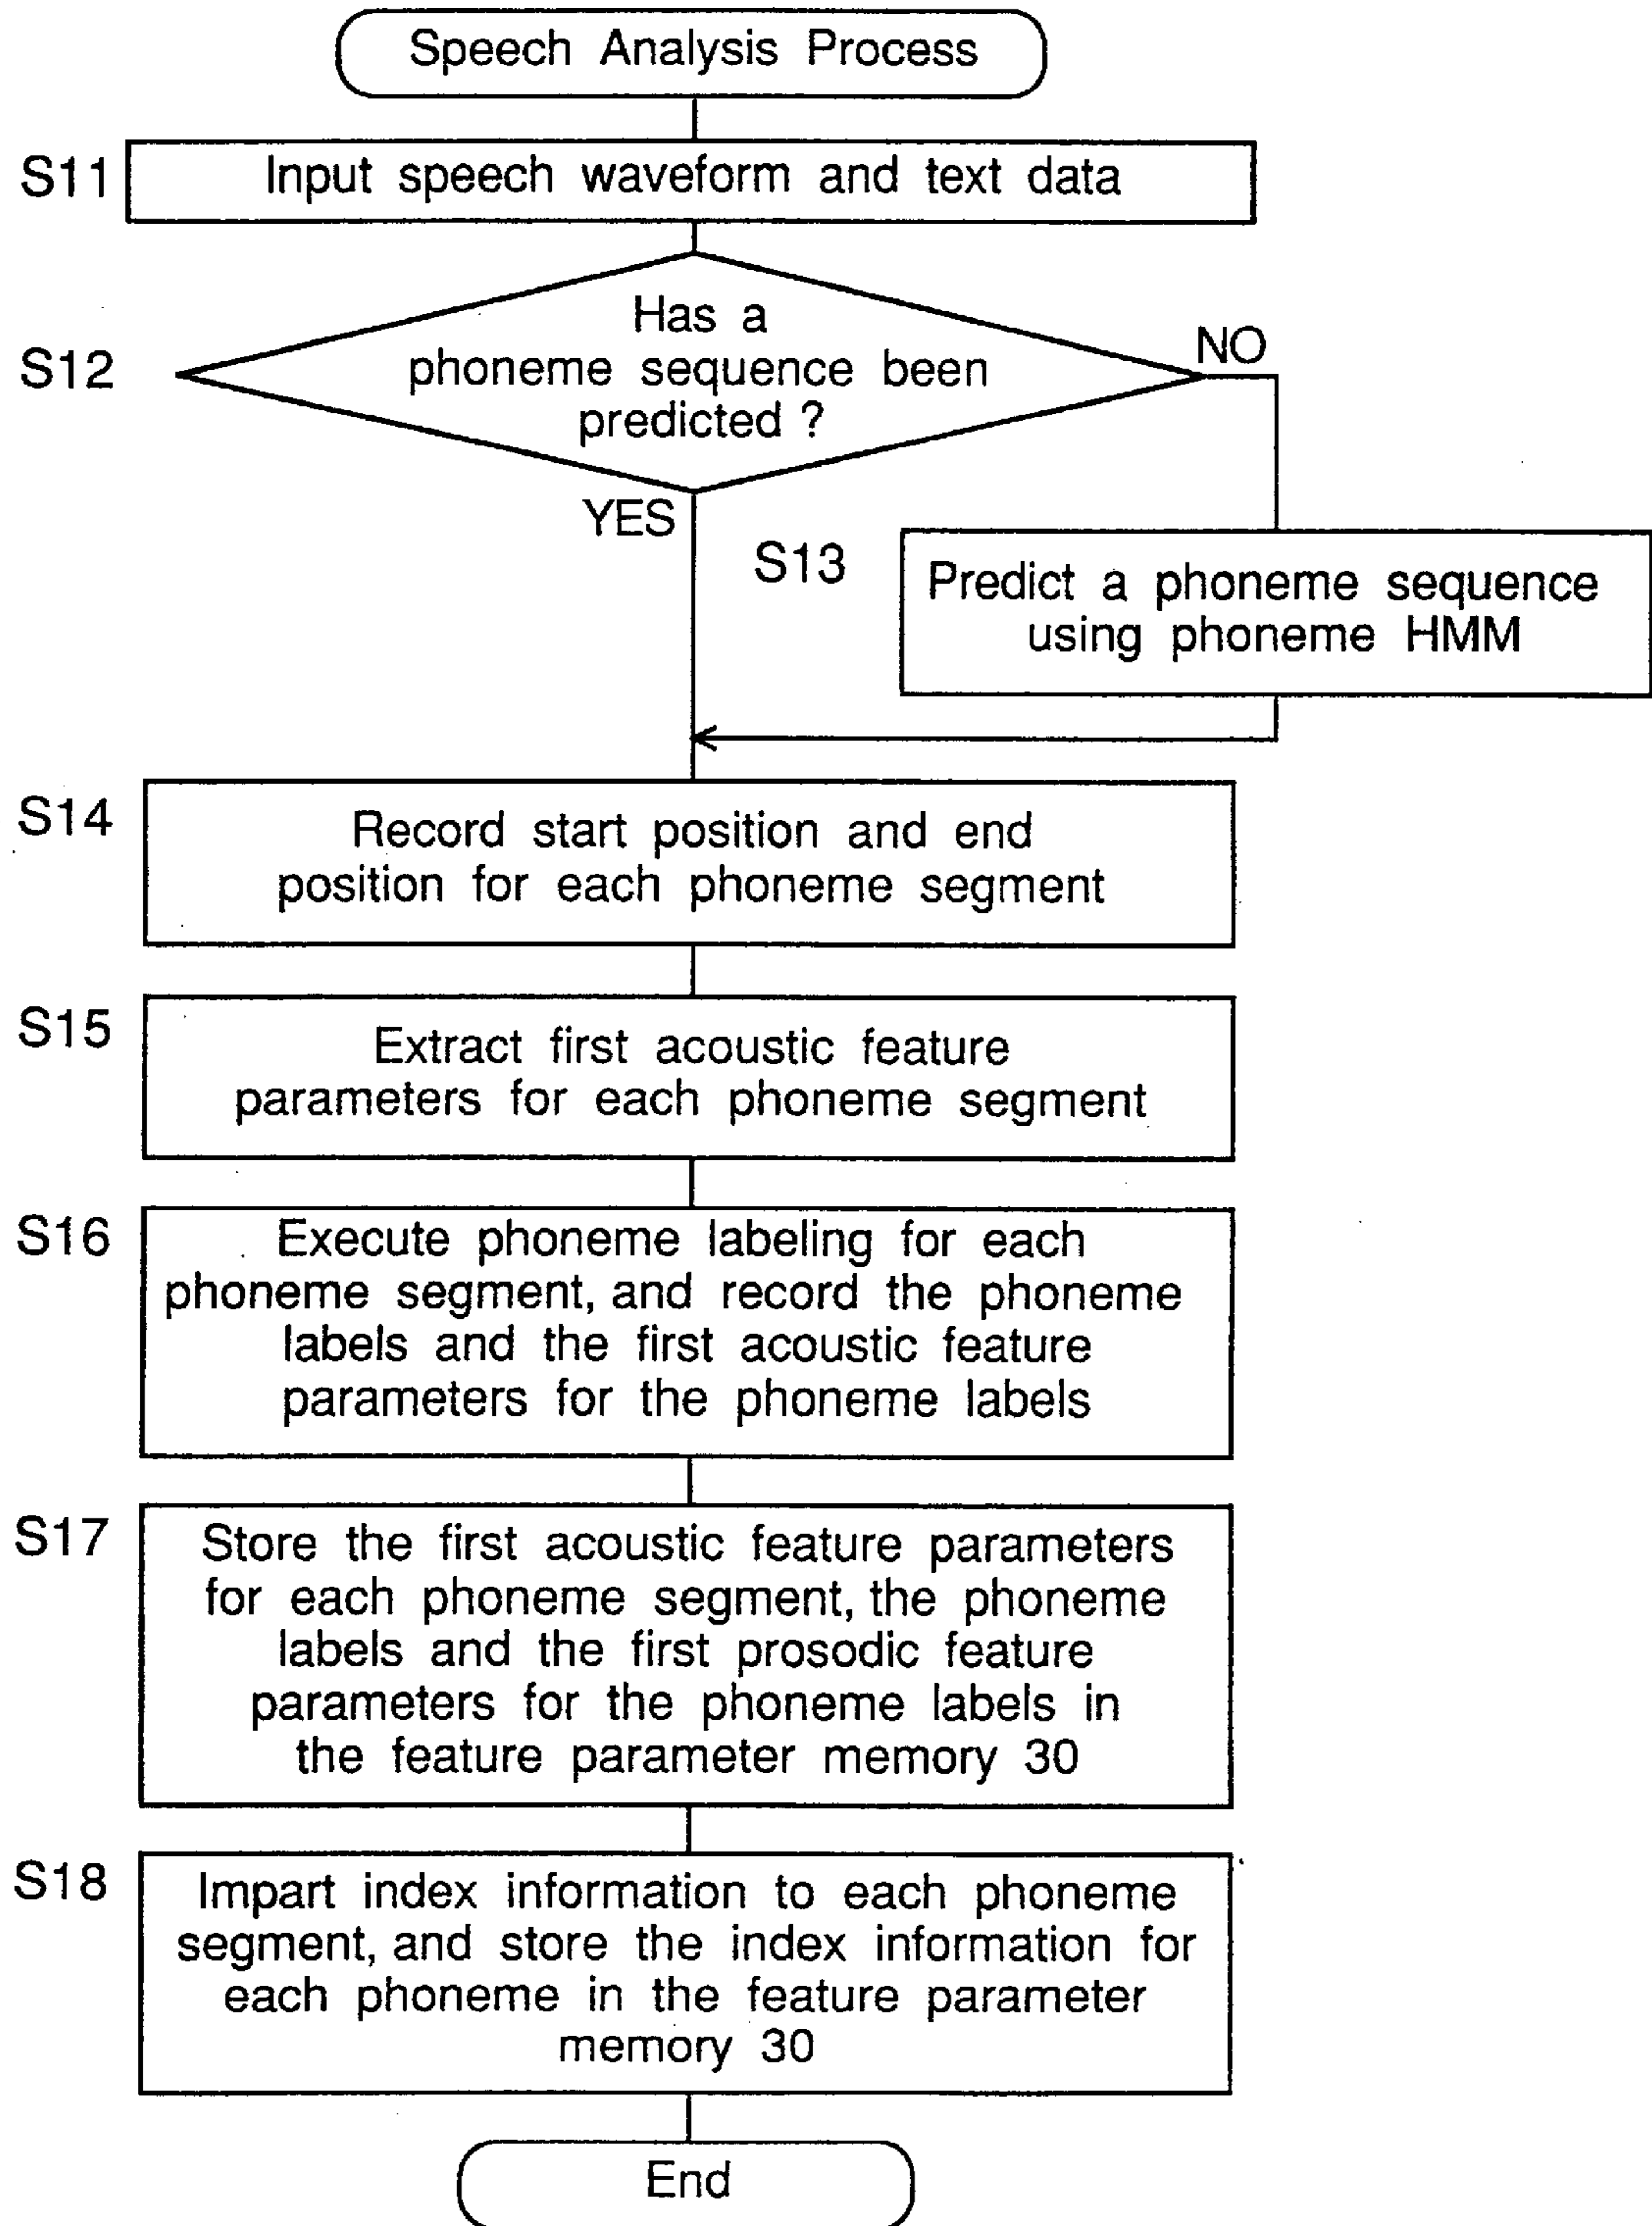 Speech Analysis Process
S11
Input speech waveform and text data
S12
Has a
phoneme sequence been
predicted ?
NO
YES
S13
Predict a phoneme sequence
using phoneme HMM
S14
Record start position and end
position for each phoneme segment
S15
Extract first acoustic feature
parameters for each phoneme segment
S16
Execute phoneme labeling for each
phoneme segment, and record the phoneme
labels and the first acoustic feature
parameters for the phoneme labels
S17
Store the first acoustic feature parameters
for each phoneme segment, the phoneme
labels and the first prosodic feature
parameters for the phoneme labels in
the feature parameter memory 30
S18
Impart index information to each phoneme
segment, and store the index information for
each phoneme in the feature parameter
memory 30
End